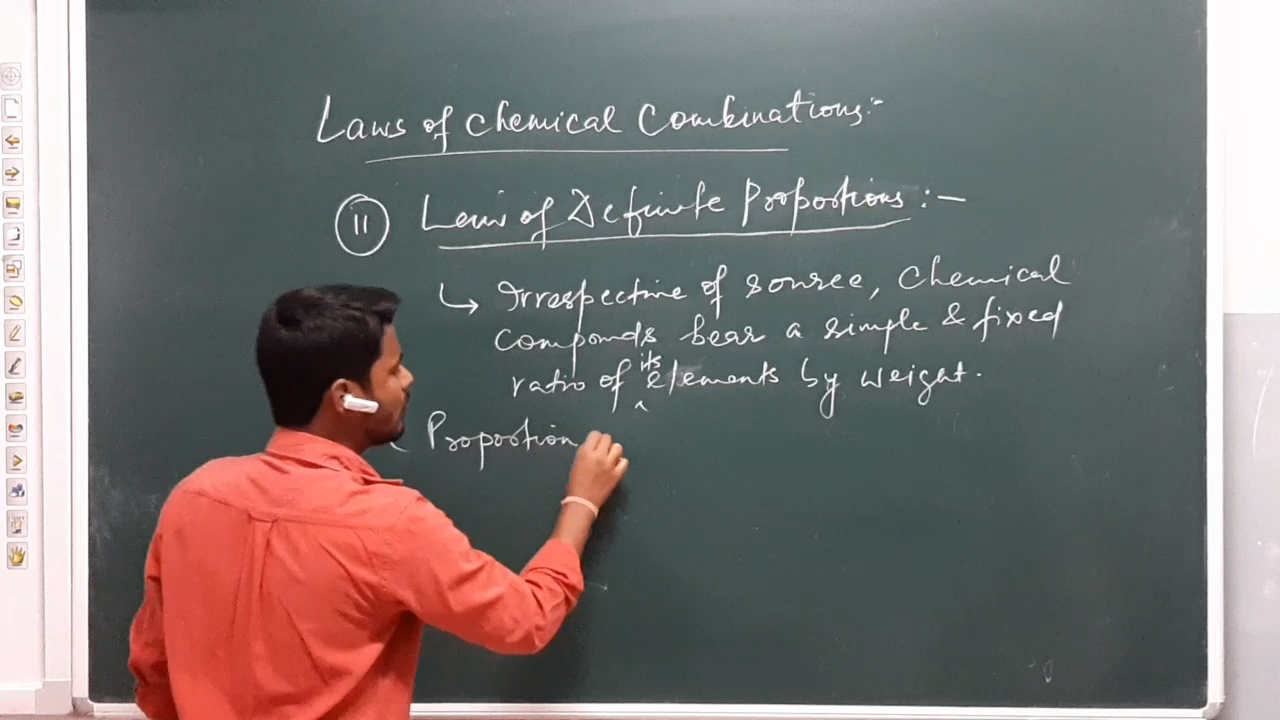 Laws of Chemical Combinations:-
II Law of Definite Proportions :-
↳ Irrespective of source, Chemical
compounds bear a simple & fixed
ratio of its elements by weight.
Proportion